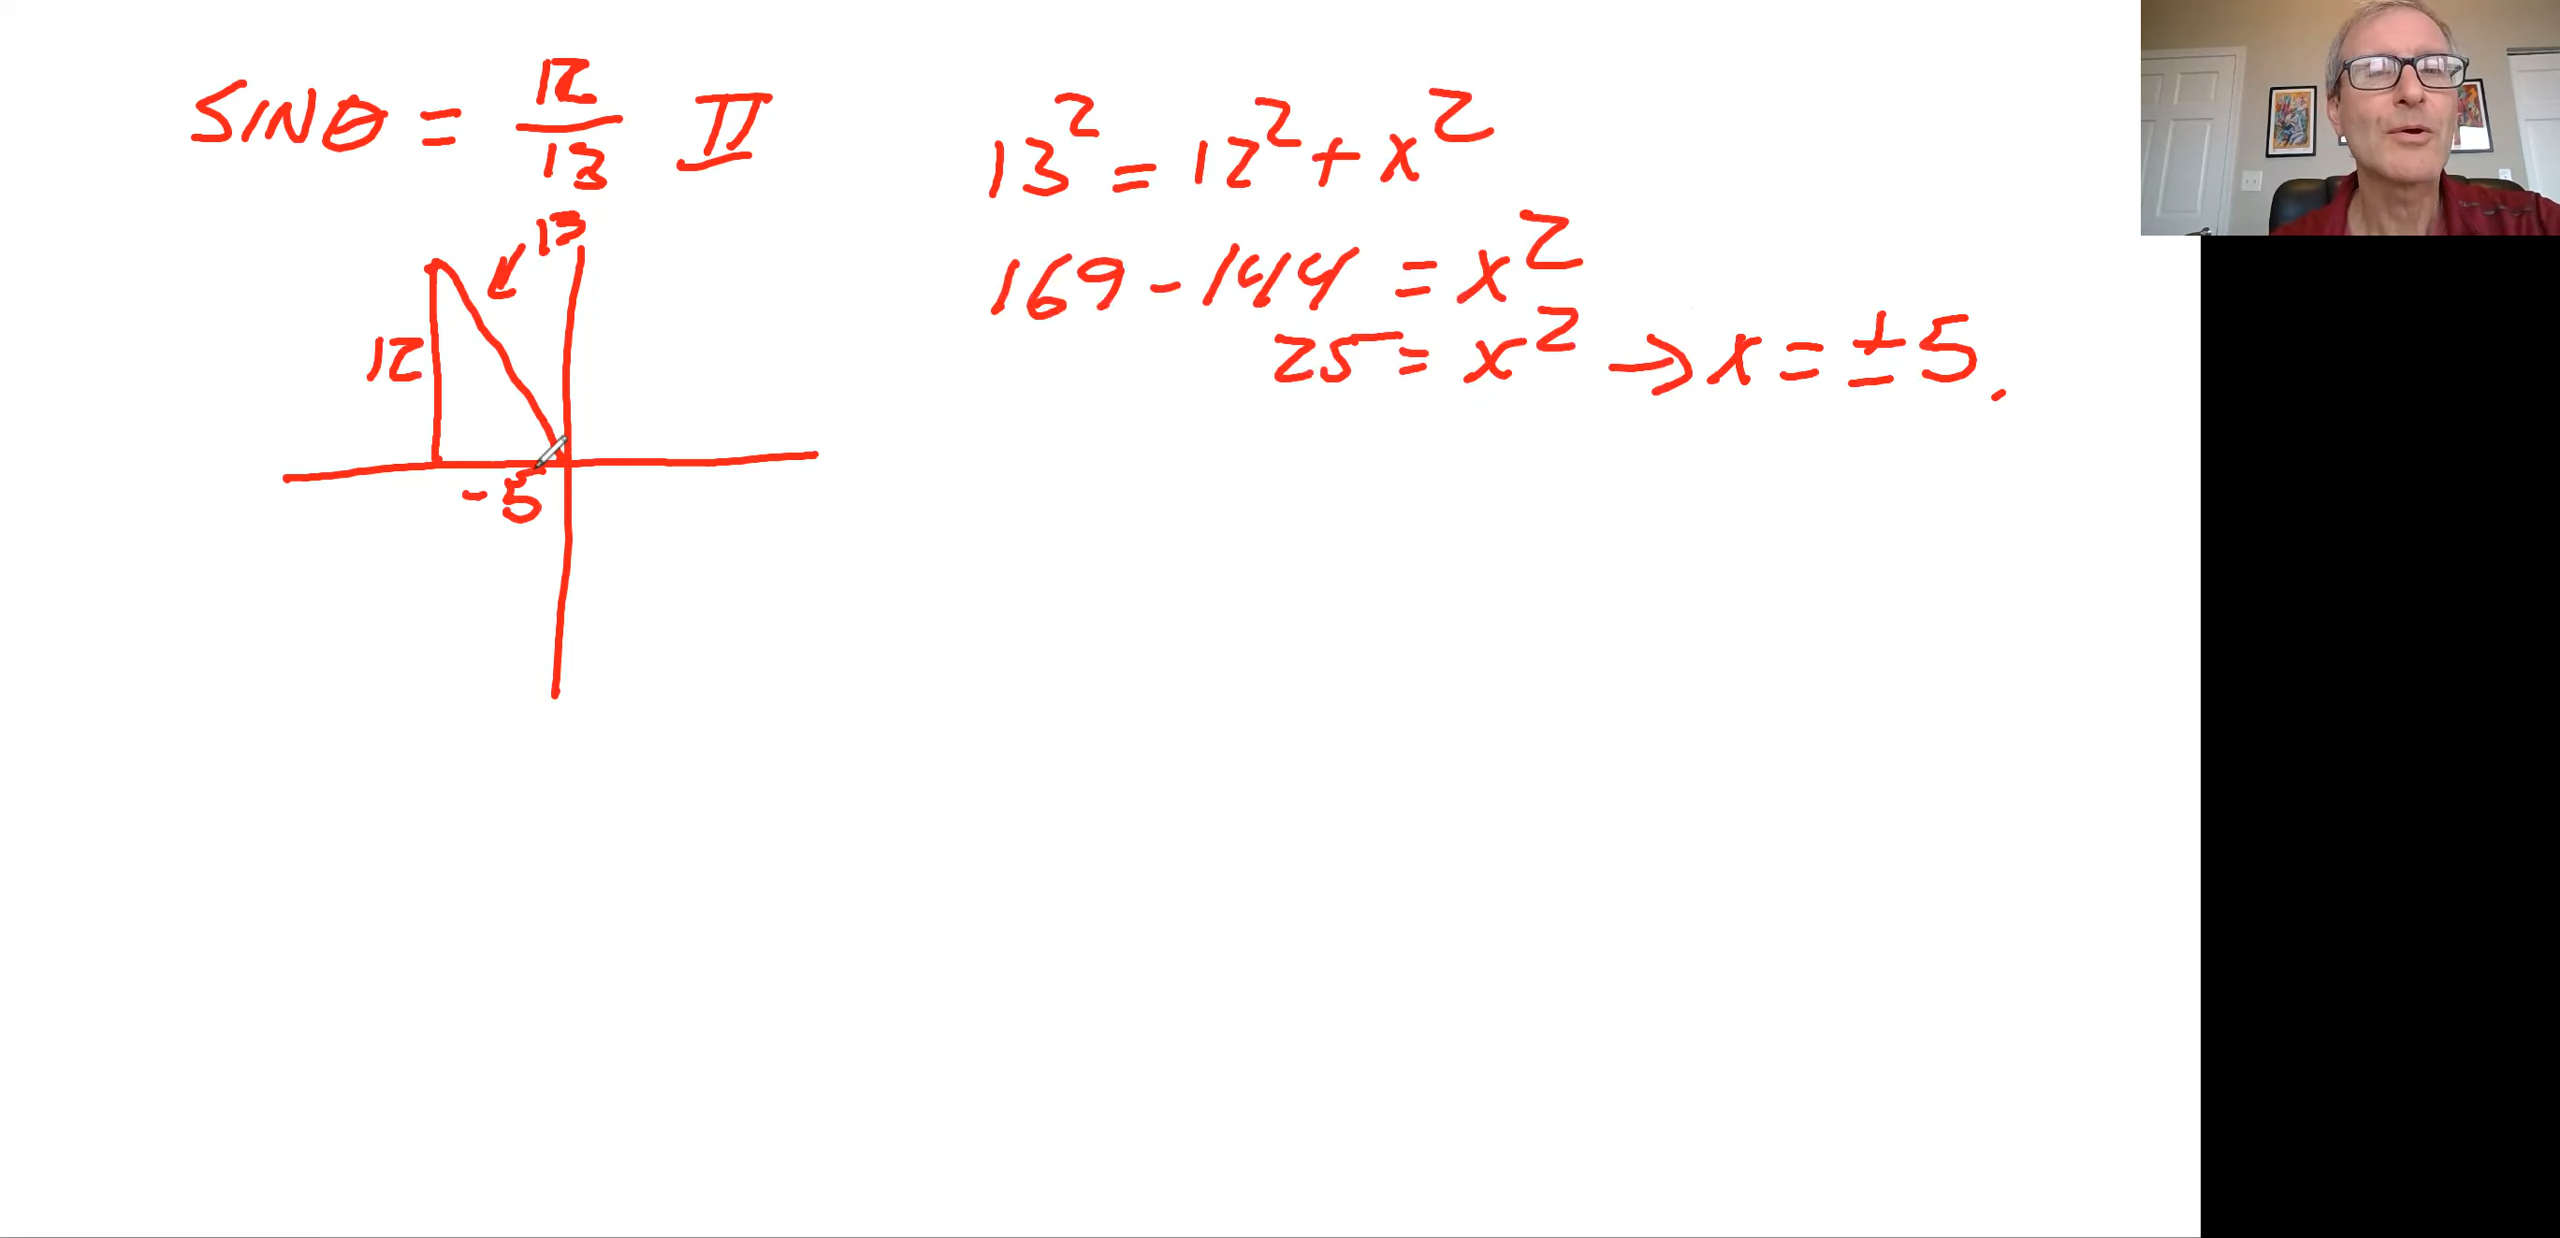 SINθ = 12/13 II
13² = 12² + x²
169 - 144 = x²
25 = x² → x = ±5.
13
12
-5